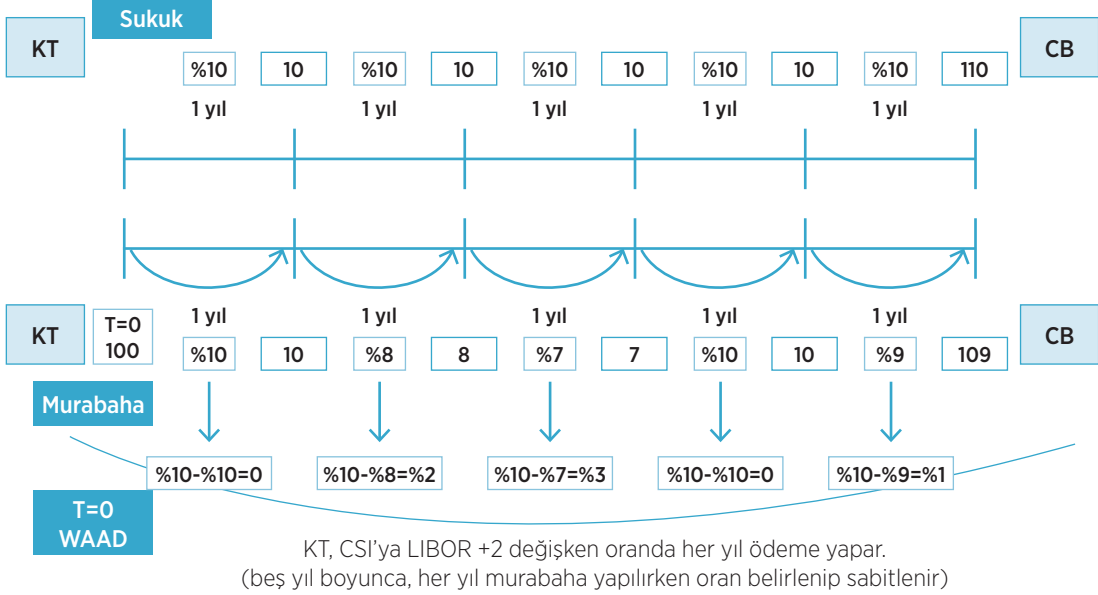 Sukuk
KT
CB
%10 10 %10 10 %10 10 %10 10 %10 110
1 yıl 1 yıl 1 yıl 1 yıl 1 yıl
KT
T=0
100
1 yıl 1 yıl 1 yıl 1 yıl 1 yıl
%10 10 %8 8 %7 7 %10 10 %9 109
CB
Murabaha
%10-%10=0 %10-%8=%2 %10-%7=%3 %10-%10=0 %10-%9=%1
T=0
WAAD
KT, CSI’ya LIBOR +2 değişken oranda her yıl ödeme yapar.
(beş yıl boyunca, her yıl murabaha yapılırken oran belirlenip sabitlenir)